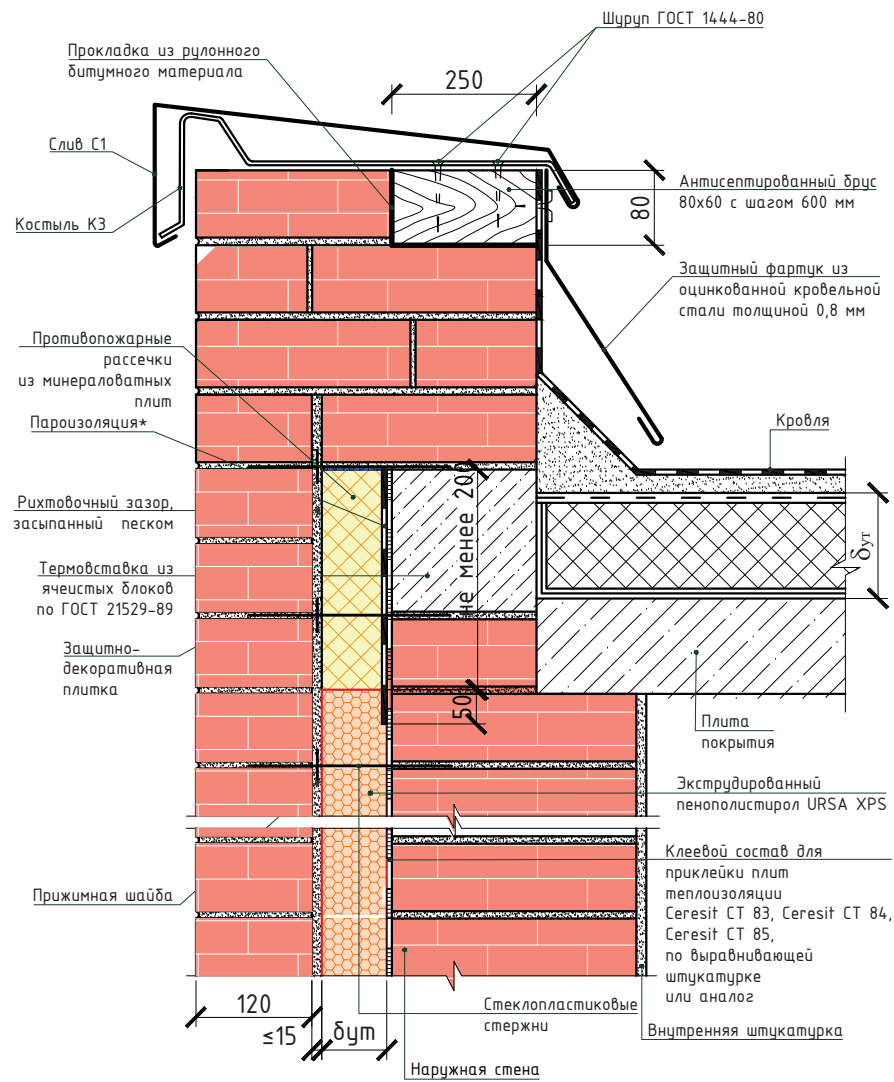 Шуруп ГОСТ 1444-80
Прокладка из рулонного
битумного материала
250
Слив С1
Костыль К3
Антисептированный брус
80х60 с шагом 600 мм
80
Защитный фартук из
оцинкованной кровельной
стали толщиной 0,8 мм
Противопожарные
рассечки
из минераловатных
плит
Пароизоляция*
Кровля
Рихтовочный зазор,
засыпанный песком
не менее 200
δут
Термовставка из
ячеистых блоков
по ГОСТ 21529-89
Защитно-
декоративная
плитка
50
Плита
покрытия
Экструдированный
пенополистирол URSA XPS
Клеевой состав для
приклейки плит
теплоизоляции
Ceresit CT 83, Ceresit CT 84,
Ceresit CT 85,
по выравнивающей
штукатурке
или аналог
Прижимная шайба
120
≤15
δут
Стеклопластиковые
стержни
Внутренняя штукатурка
Наружная стена